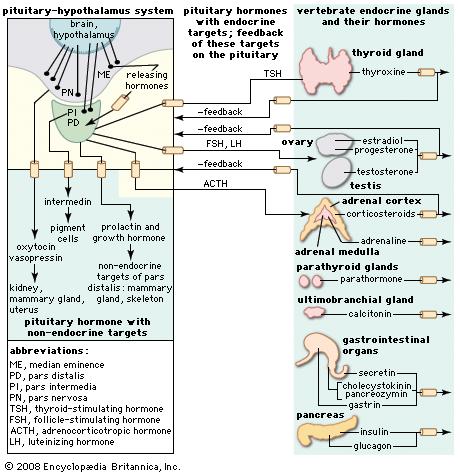 pituitary-hypothalamus system
brain,
hypothalamus
ME
PN
releasing
hormones
PI
PD
intermedin
pigment
cells
prolactin and
growth hormone
oxytocin
vasopressin
kidney,
mammary gland,
uterus
non-endocrine
targets of pars
distalis: mammary
gland, skeleton
pituitary hormone with
non-endocrine targets
abbreviations:
ME, median eminence
PD, pars distalis
PI, pars intermedia
PN, pars nervosa
TSH, thyroid-stimulating hormone
FSH, follicle-stimulating hormone
ACTH, adrenocorticotropic hormone
LH, luteinizing hormone
pituitary hormones
with endocrine
targets; feedback
of these targets
on the pituitary
TSH
-feedback
-feedback
FSH, LH
-feedback
ACTH
vertebrate endocrine glands
and their hormones
thyroid gland
thyroxine
ovary
estradiol
progesterone
testosterone
testis
adrenal cortex
corticosteroids
adrenaline
adrenal medulla
parathyroid glands
parathormone
ultimobranchial gland
calcitonin
gastrointestinal
organs
secretin
cholecystokinin
pancreozymin
gastrin
pancreas
insulin
glucagon
© 2008 Encyclopædia Britannica, Inc.